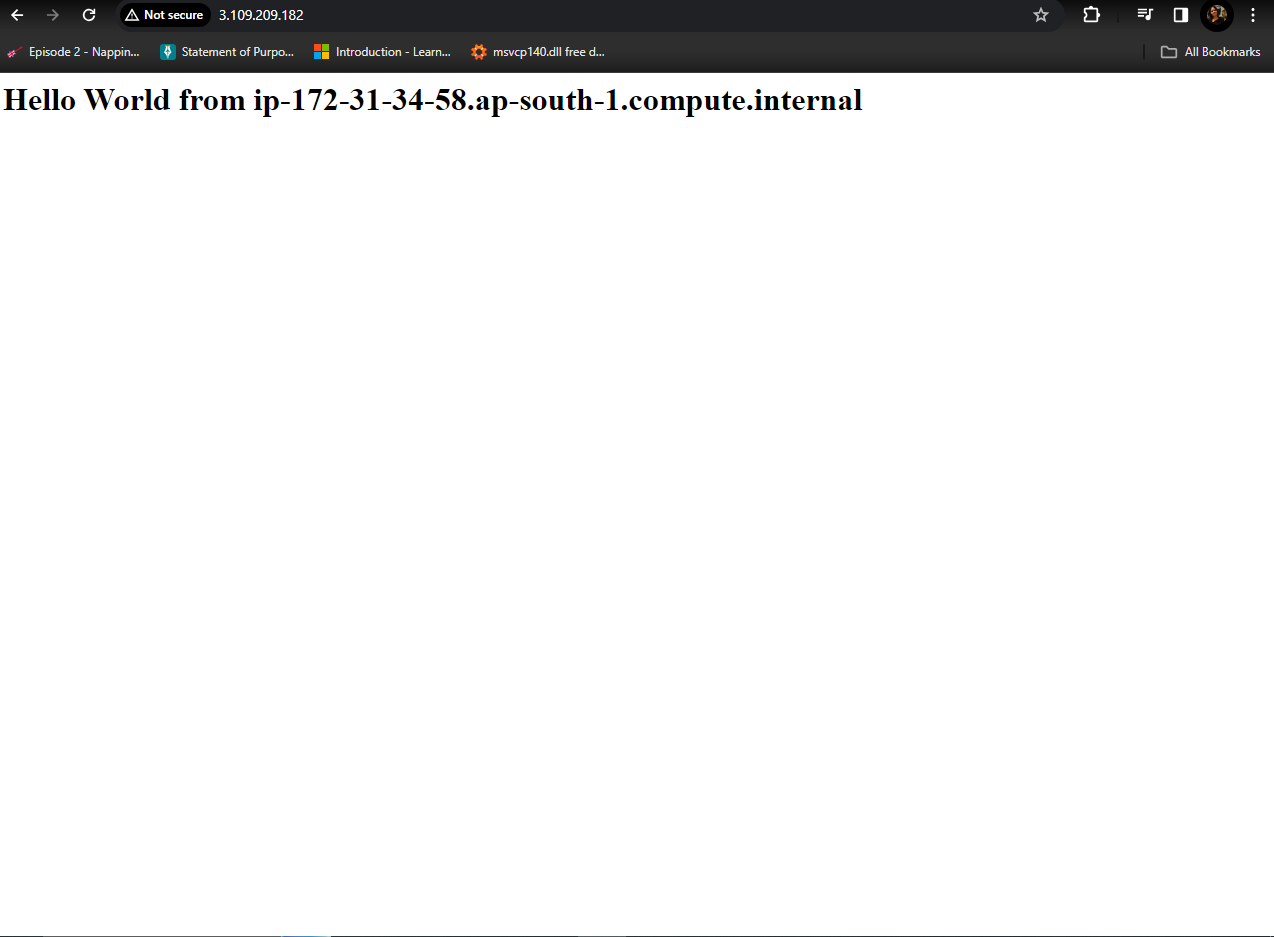 Not secure 3.109.209.182
Episode 2 - Nappin... Statement of Purpo... Introduction - Learn... msvcp140.dll free d... All Bookmarks
Hello World from ip-172-31-34-58.ap-south-1.compute.internal